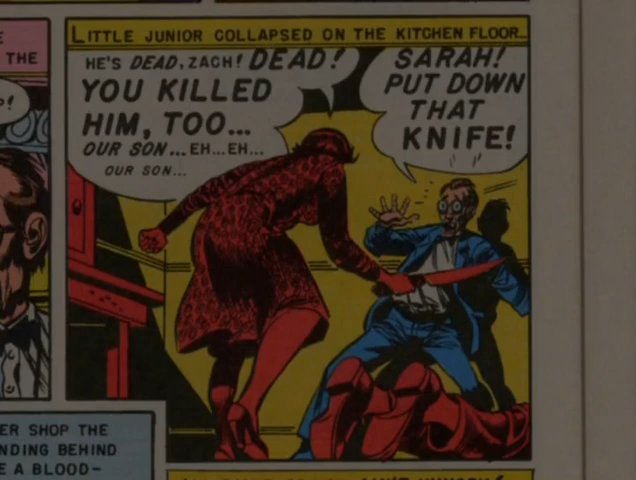 THE
LITTLE JUNIOR COLLAPSED ON THE KITCHEN FLOOR...
HE'S DEAD, ZACH! DEAD!
YOU KILLED
HIM, TOO...
OUR SON... EH... EH...
OUR SON...
SARAH!
PUT DOWN
THAT
KNIFE!
ER SHOP THE
NDING BEHIND
E A BLOOD-